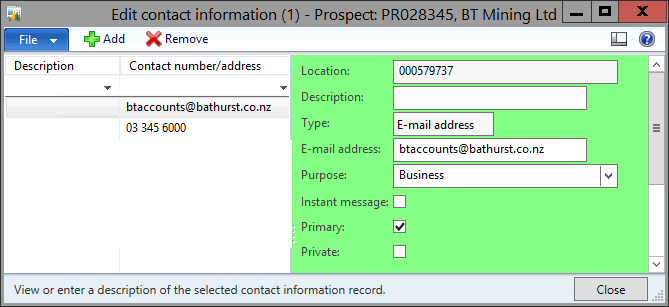 Edit contact information (1) - Prospect: PR028345, BT Mining Ltd
File Add Remove
Description Contact number/address
btaccounts@bathurst.co.nz
03 345 6000
Location: 000579737
Description:
Type: E-mail address
E-mail address: btaccounts@bathurst.co.nz
Purpose: Business
Instant message:
Primary:
Private:
View or enter a description of the selected contact information record.
Close